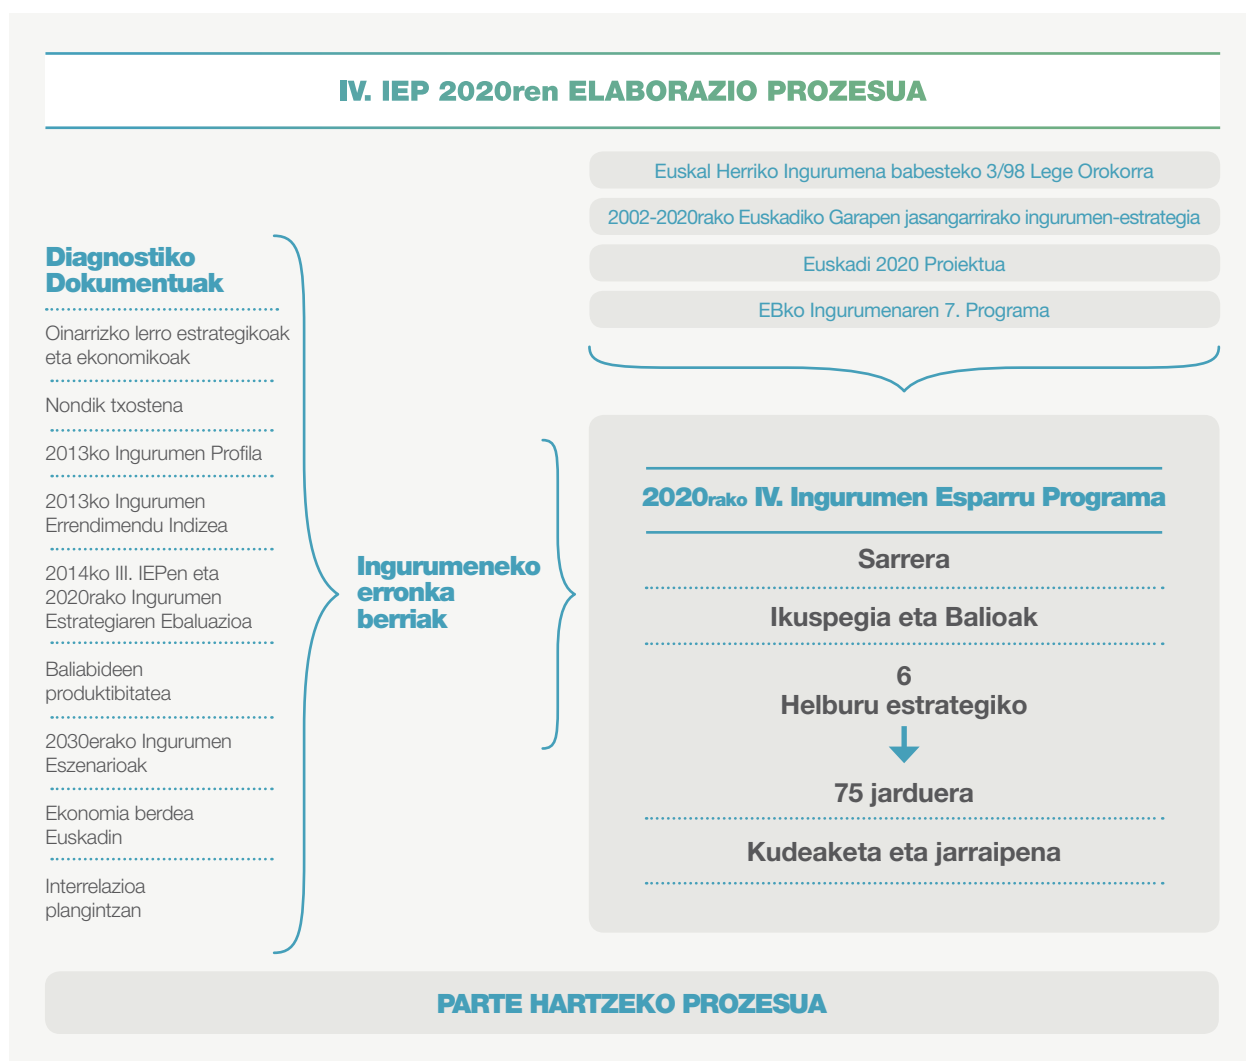 IV. IEP 2020ren ELABORAZIO PROZESUA
Euskal Herriko Ingurumena babesteko 3/98 Lege Orokorra
2002-2020rako Euskadiko Garapen jasangarrirako ingurumen-estrategia
Euskadi 2020 Proiektua
EBko Ingurumenaren 7. Programa
Diagnostiko
Dokumentuak
Oinarrizko lerro estrategikoak
eta ekonomikoak
Nondik txostena
2013ko Ingurumen Profila
2013ko Ingurumen
Errendimendu Indizea
2014ko III. IEPen eta
2020rako Ingurumen
Estrategiaren Ebaluazioa
Baliabideen
produktibitatea
2030erako Ingurumen
Eszenarioak
Ekonomia berdea
Euskadin
Interrelazioa
plangintzan
Ingurumeneko
erronka
berriak
2020rako IV. Ingurumen Esparru Programa
Sarrera
Ikuspegia eta Balioak
6
Helburu estrategiko
75 jarduera
Kudeaketa eta jarraipena
PARTE HARTZEKO PROZESUA